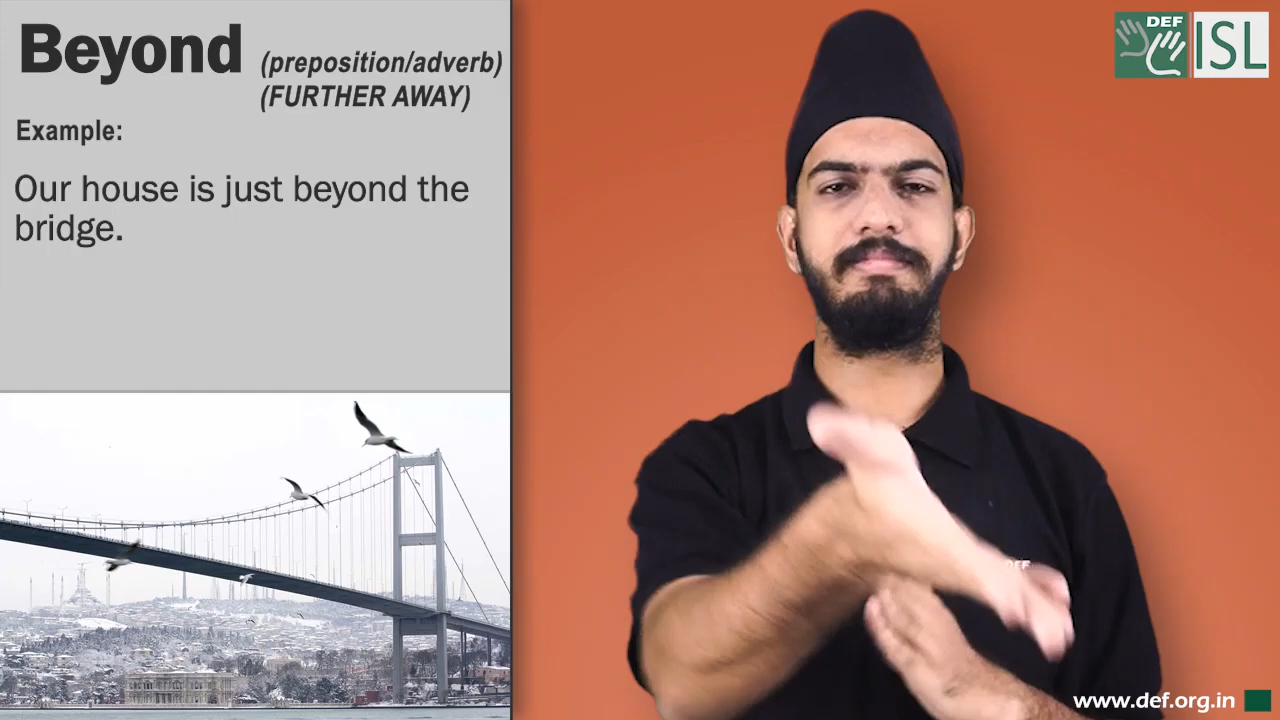 Beyond (preposition/adverb)
(FURTHER AWAY)
Example:
Our house is just beyond the
bridge.
DEF
ISL
DEF
www.def.org.in